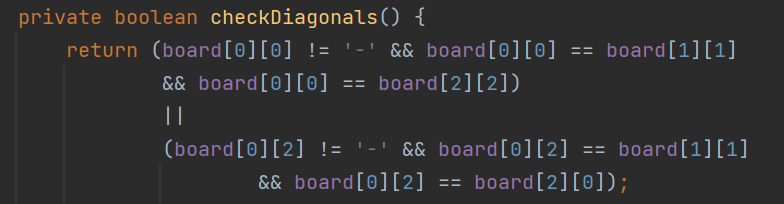 private boolean checkDiagonals() {
return (board[0][0] != '-' && board[0][0] == board[1][1]
&& board[0][0] == board[2][2])
||
(board[0][2] != '-' && board[0][2] == board[1][1]
&& board[0][2] == board[2][0]);